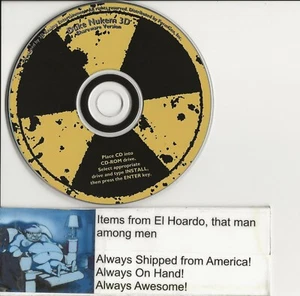 Duke Nukem 3D
Shareware Version
Place CD into
CD-ROM drive.
Select appropriate
drive and type INSTALL,
then press the ENTER key.
Items from El Hoardo, that man
among men
Always Shipped from America!
Always On Hand!
Always Awesome!